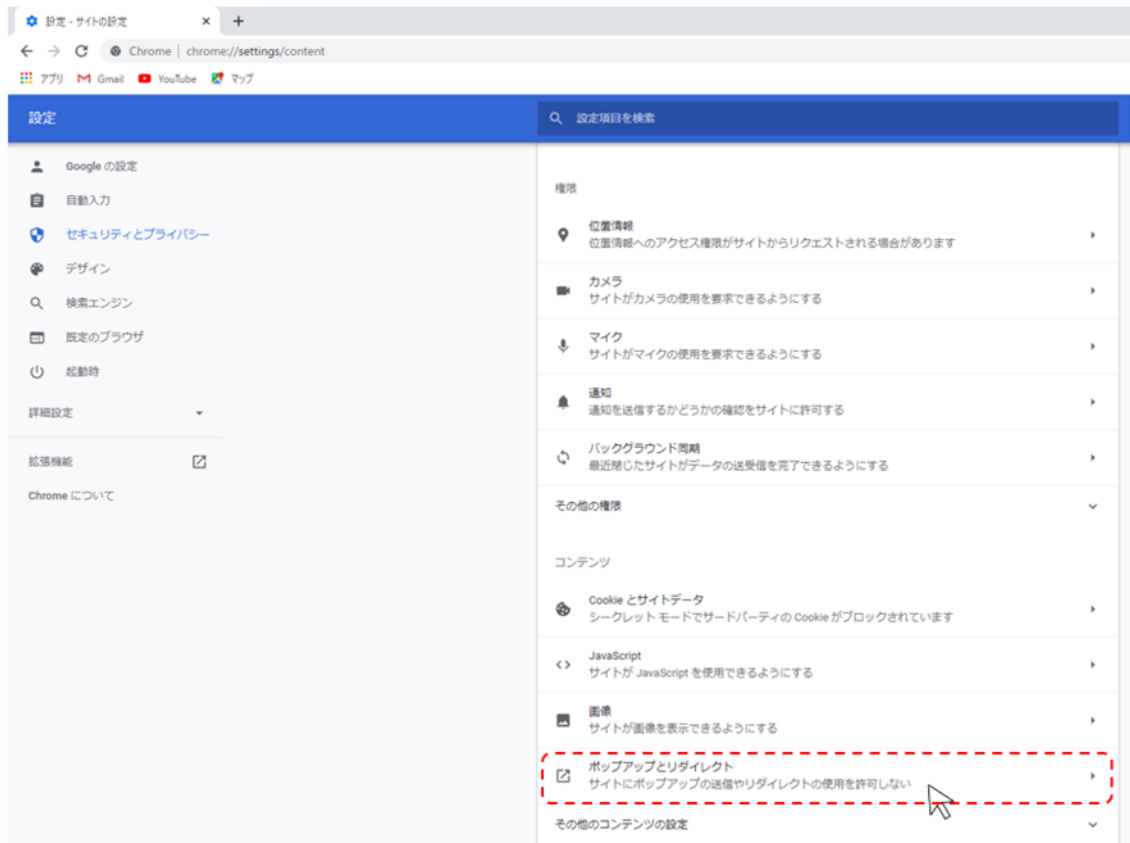 設定 - サイトの設定
Chrome | chrome://settings/content
アプリ Gmail YouTube マップ
設定
設定項目を検索
Google の設定
自動入力
セキュリティとプライバシー
デザイン
検索エンジン
既定のブラウザ
起動時
詳細設定
拡張機能
Chrome について
権限
位置情報
位置情報へのアクセス権限がサイトからリクエストされる場合があります
カメラ
サイトがカメラの使用を要求できるようにする
マイク
サイトがマイクの使用を要求できるようにする
通知
通知を送信するかどうかの確認をサイトに許可する
バックグラウンド同期
最近閉じたサイトがデータの送受信を完了できるようにする
その他の権限
コンテンツ
Cookie とサイトデータ
シークレット モードでサードパーティの Cookie がブロックされています
JavaScript
サイトが JavaScript を使用できるようにする
画像
サイトが画像を表示できるようにする
ポップアップとリダイレクト
サイトにポップアップの送信やリダイレクトの使用を許可しない
その他のコンテンツの設定